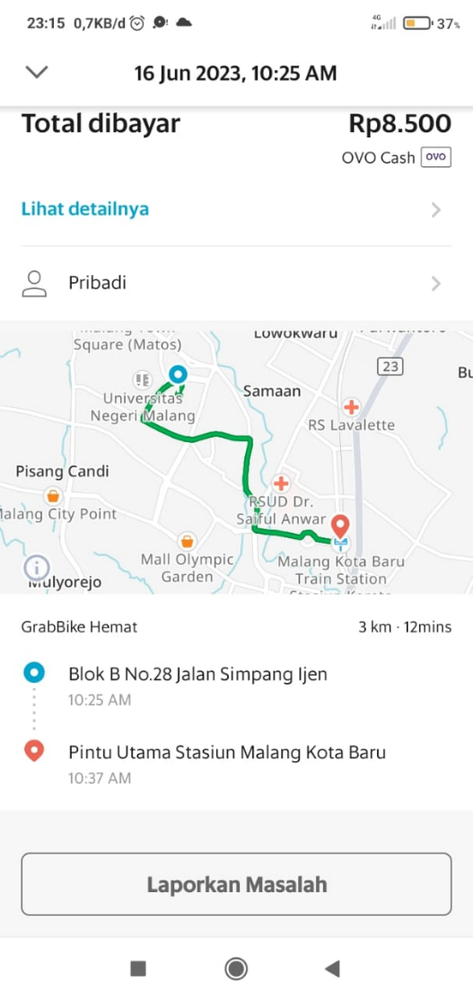 23:15 0,7KB/d
4G
37%
16 Jun 2023, 10:25 AM
Total dibayar
Rp8.500
OVO Cash OVO
Lihat detailnya
Pribadi
Square (Matos)
Lowokwaru
23
Bu
Samaan
Universitas
Negeri Malang
RS Lavalette
Pisang Candi
RSUD Dr.
Saiful Anwar
Malang City Point
Mall Olympic
Garden
Malang Kota Baru
Train Station
Mulyorejo
GrabBike Hemat
3 km · 12mins
Blok B No.28 Jalan Simpang Ijen
10:25 AM
Pintu Utama Stasiun Malang Kota Baru
10:37 AM
Laporkan Masalah